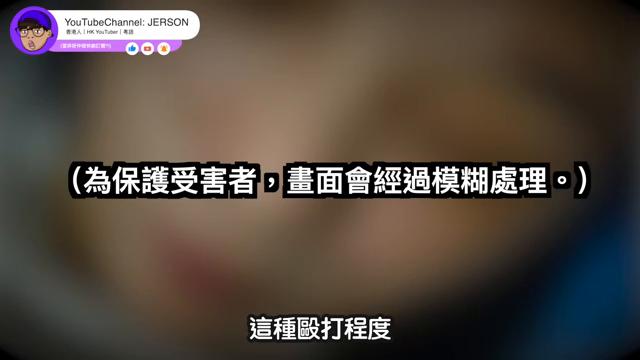 YouTubeChannel: JERSON
香港人｜HK YouTuber｜粵語
（為保護受害者，畫面會經過模糊處理。）
這種毆打程度